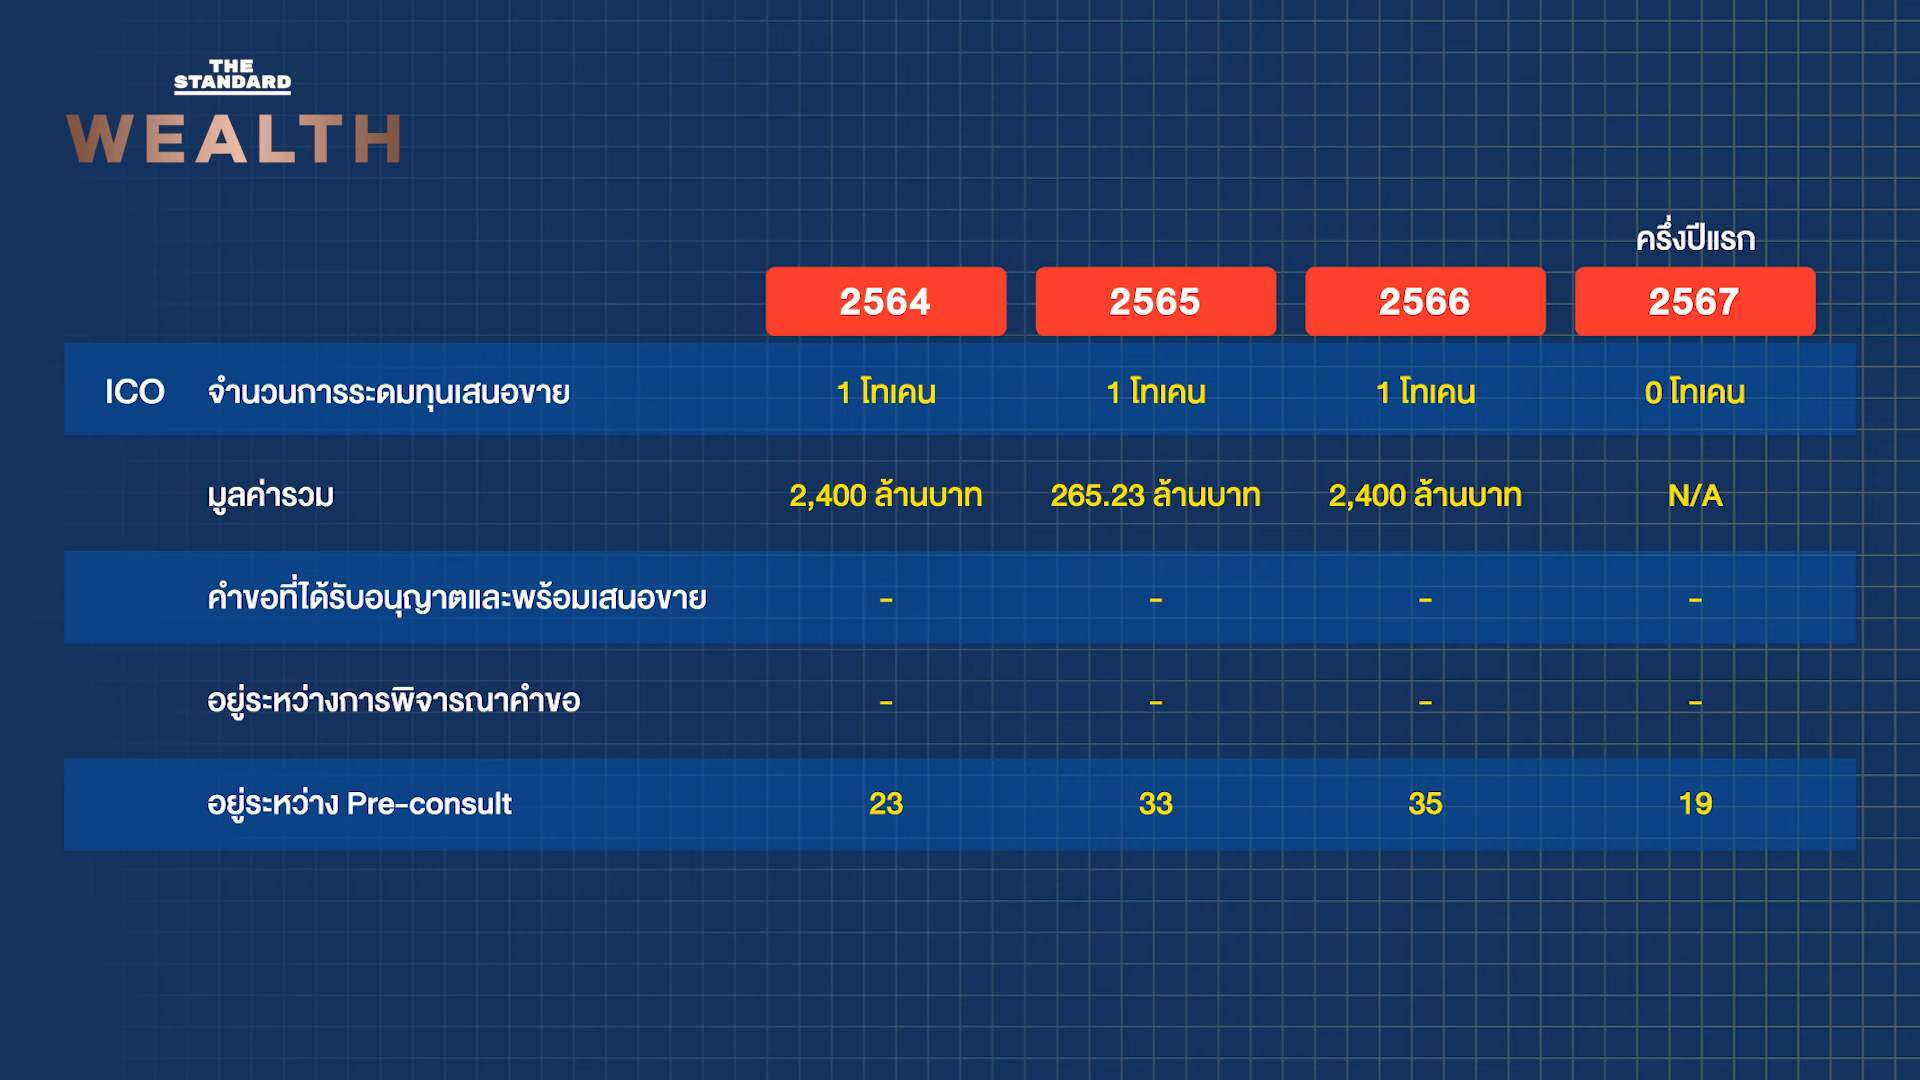 THE
STANDARD
WEALTH
ครึ่งปีแรก
2564 2565 2566 2567
ICO จำนวนการระดมทุนเสนอขาย 1 โทเคน 1 โทเคน 1 โทเคน 0 โทเคน
มูลค่ารวม 2,400 ล้านบาท 265.23 ล้านบาท 2,400 ล้านบาท N/A
คำขอที่ได้รับอนุญาตและพร้อมเสนอขาย - - - -
อยู่ระหว่างการพิจารณาคำขอ - - - -
อยู่ระหว่าง Pre-consult 23 33 35 19